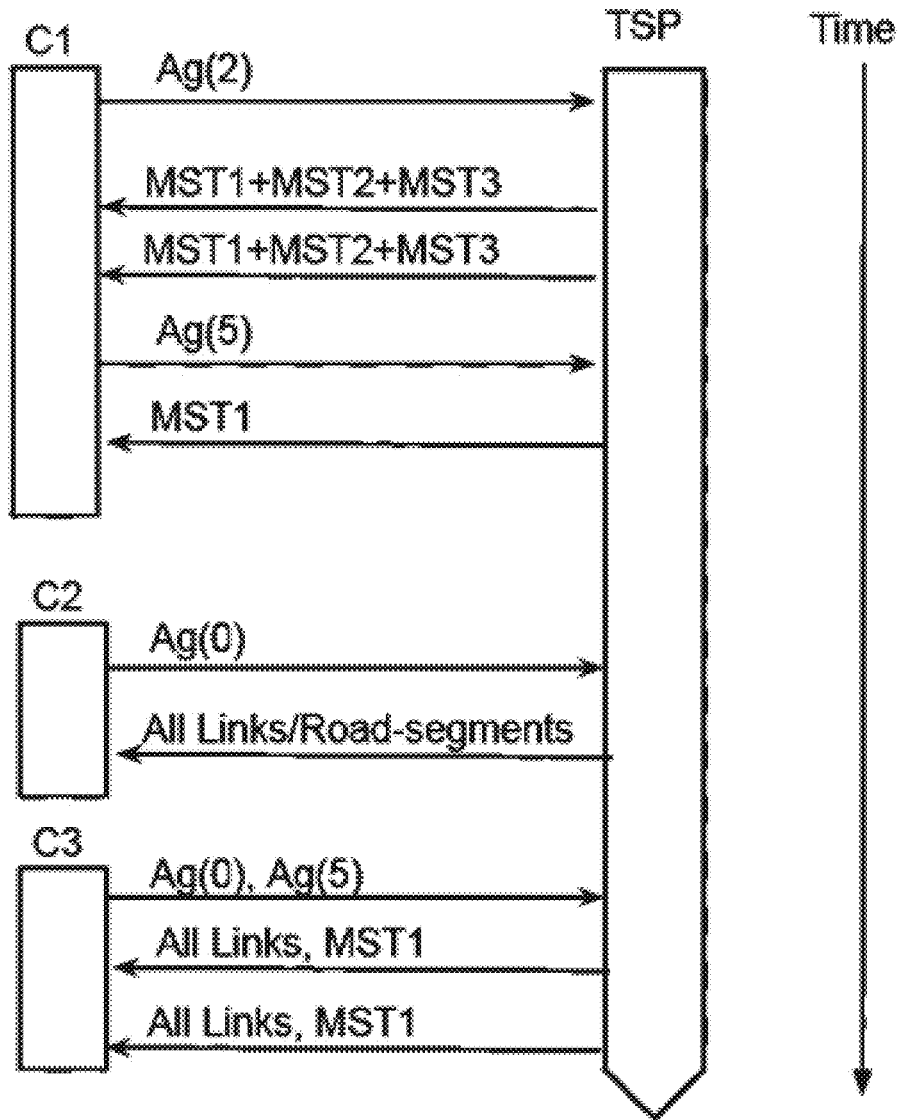 C1
TSP
Time
Ag(2)
MST1+MST2+MST3
MST1+MST2+MST3
Ag(5)
MST1
C2
Ag(0)
All Links/Road-segments
C3
Ag(0), Ag(5)
All Links, MST1
All Links, MST1